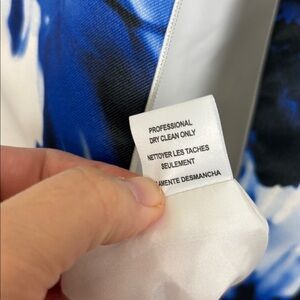 PROFESSIONAL
DRY CLEAN ONLY
NETTOYER LES TACHES
SEULEMENT
DESMANCHA